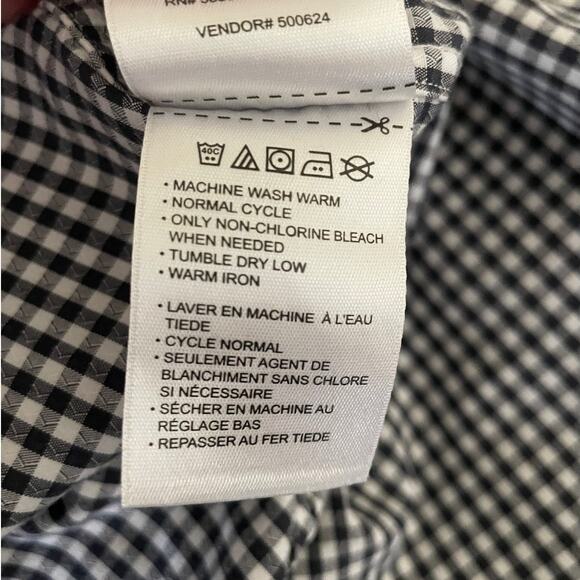 VENDOR# 500624
40C
• MACHINE WASH WARM
• NORMAL CYCLE
• ONLY NON-CHLORINE BLEACH
WHEN NEEDED
• TUMBLE DRY LOW
• WARM IRON
• LAVER EN MACHINE À L'EAU
TIEDE
• CYCLE NORMAL
• SEULEMENT AGENT DE
BLANCHIMENT SANS CHLORE
SI NÉCESSAIRE
• SÉCHER EN MACHINE AU
RÉGLAGE BAS
• REPASSER AU FER TIEDE